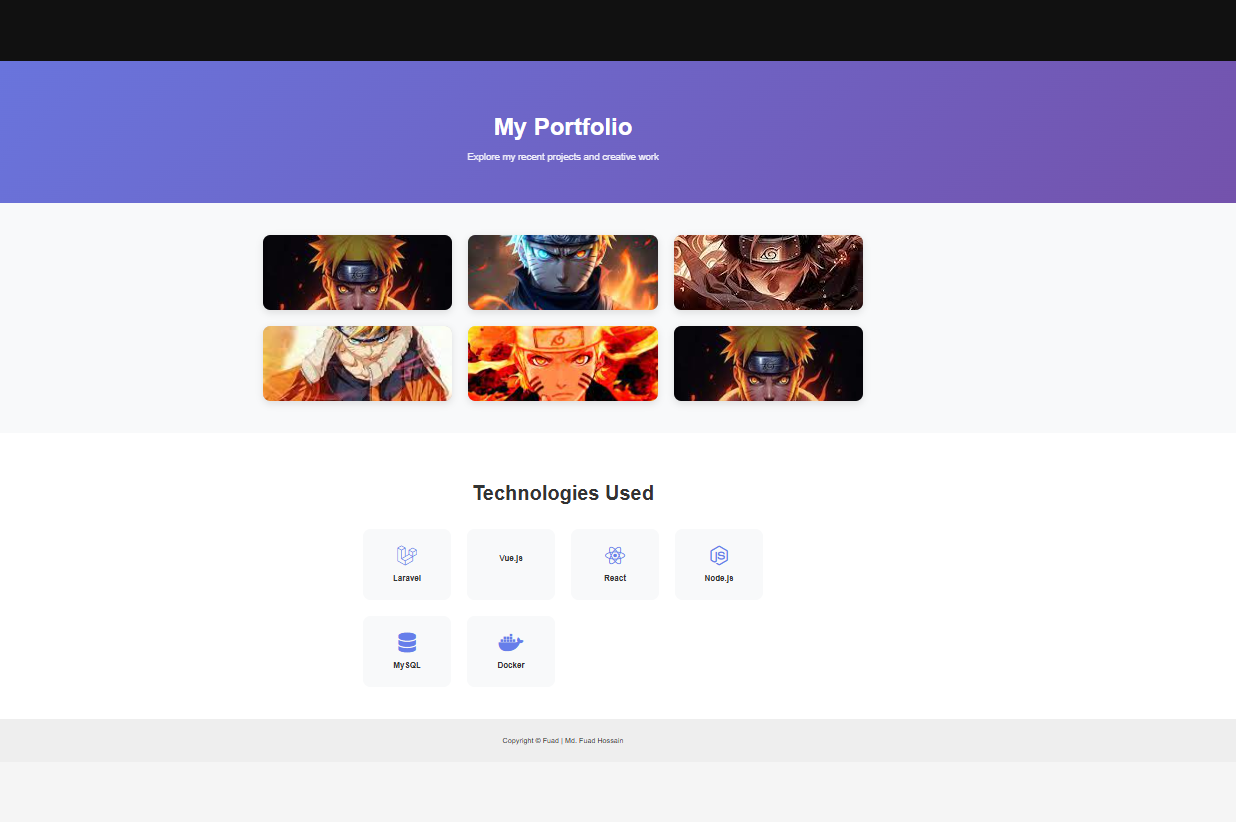 My Portfolio
Explore my recent projects and creative work
Technologies Used
Laravel
Vue.js
React
Node.js
MySQL
Docker
Copyright © Fuad | Md. Fuad Hossain